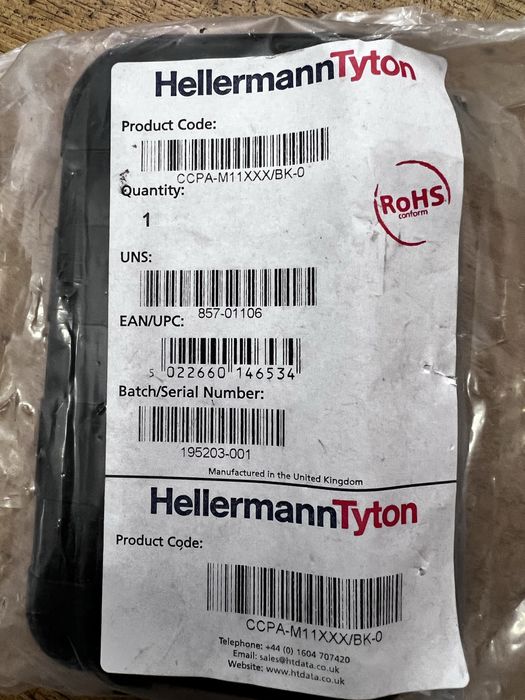 HellermannTyton
Product Code:
CCPA-M11XXX/BK-0
Quantity:
1
RoHS
conform
UNS:
857-01106
EAN/UPC:
5 022660 146534
Batch/Serial Number:
195203-001
Manufactured in the United Kingdom
HellermannTyton
Product Code:
CCPA-M11XXX/BK-0
Telephone: +44 (0) 1604 707420
Email: sales@htdata.co.uk
Website: www.htdata.co.uk